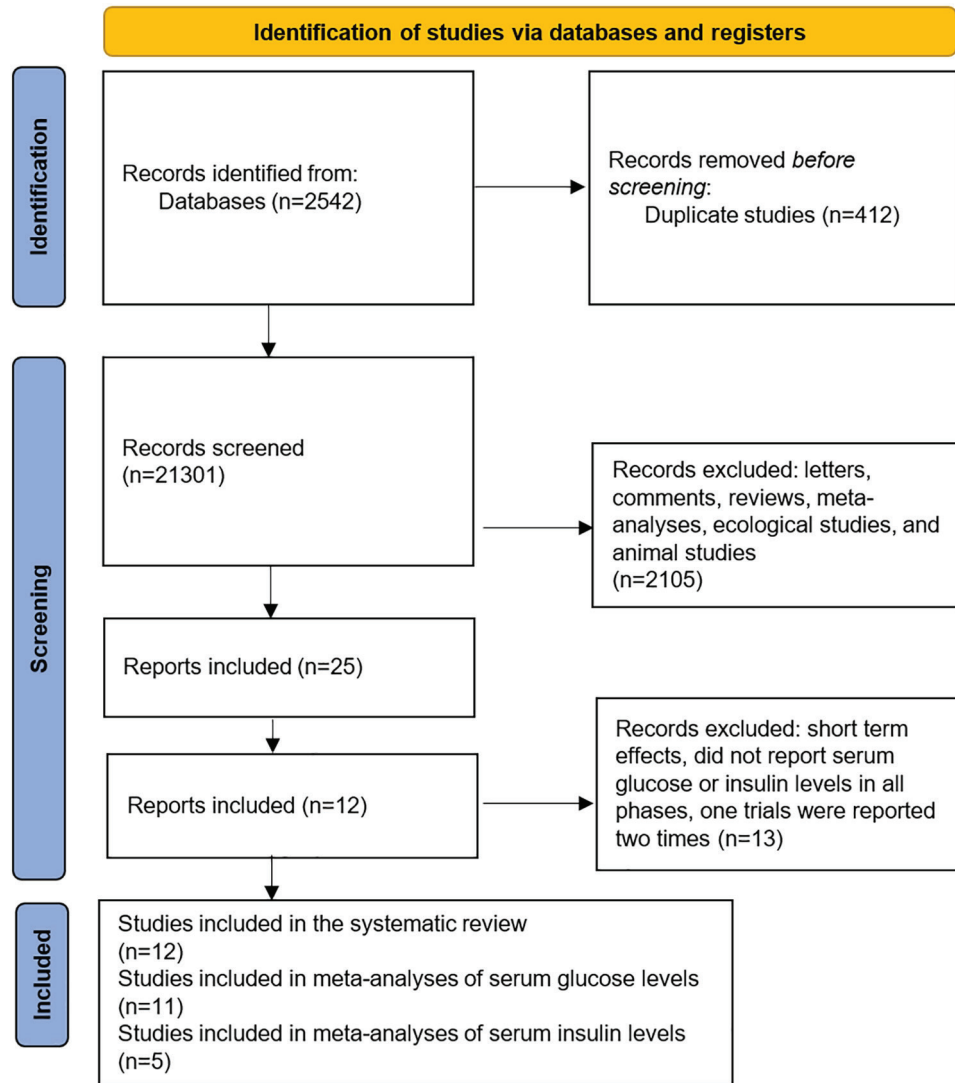 Identification of studies via databases and registers
Identification
Records identified from:
Databases (n=2542)
Records removed before
screening:
Duplicate studies (n=412)
Screening
Records screened
(n=21301)
Records excluded: letters,
comments, reviews, meta-
analyses, ecological studies, and
animal studies
(n=2105)
Reports included (n=25)
Reports included (n=12)
Records excluded: short term
effects, did not report serum
glucose or insulin levels in all
phases, one trials were reported
two times (n=13)
Included
Studies included in the systematic review
(n=12)
Studies included in meta-analyses of serum glucose levels
(n=11)
Studies included in meta-analyses of serum insulin levels
(n=5)